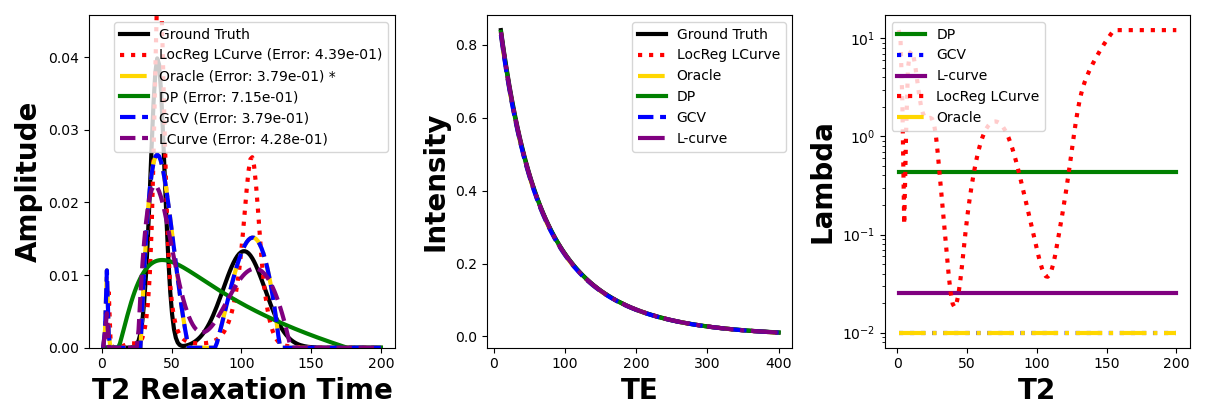 Amplitude
0.04
0.03
0.02
0.01
0.00
0
50
100
150
200
T2 Relaxation Time
Ground Truth
LocReg LCurve (Error: 4.39e-01)
Oracle (Error: 3.79e-01) *
DP (Error: 7.15e-01)
GCV (Error: 3.79e-01)
LCurve (Error: 4.28e-01)
Intensity
0.8
0.6
0.4
0.2
0.0
0
100
200
300
400
TE
Ground Truth
LocReg LCurve
Oracle
DP
GCV
L-curve
Lambda
10¹
10⁰
10⁻¹
10⁻²
0
50
100
150
200
T2
DP
GCV
L-curve
LocReg LCurve
Oracle